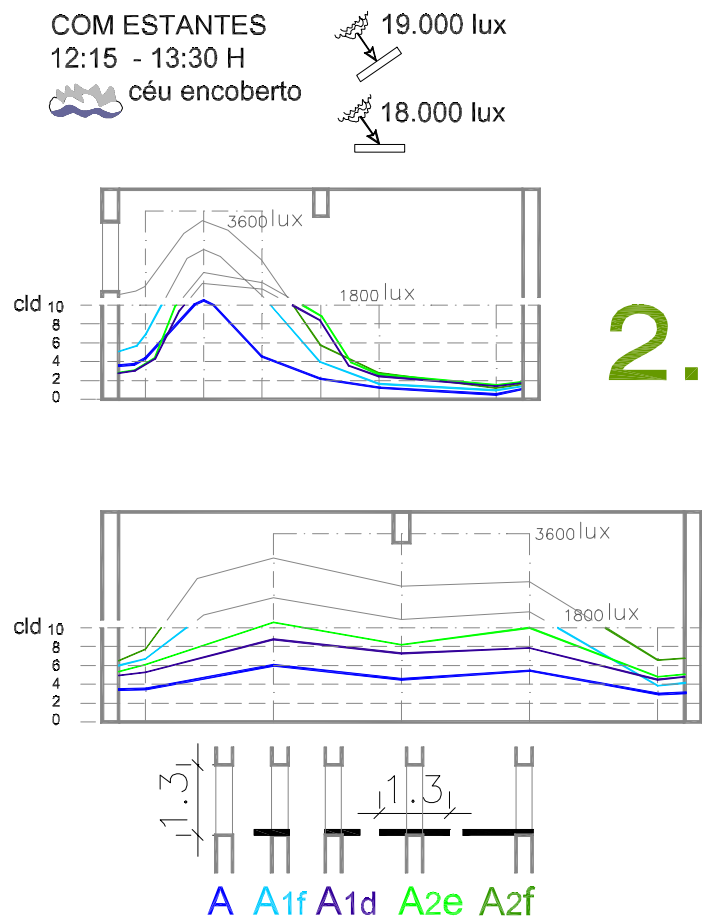 COM ESTANTES
12:15 - 13:30 H
céu encoberto
19.000 lux
18.000 lux
3600 lux
1800 lux
cld 10
8
6
4
2
0
2.
3600 lux
1800 lux
cld 10
8
6
4
2
0
1.3
1.3
A A1f A1d A2e A2f